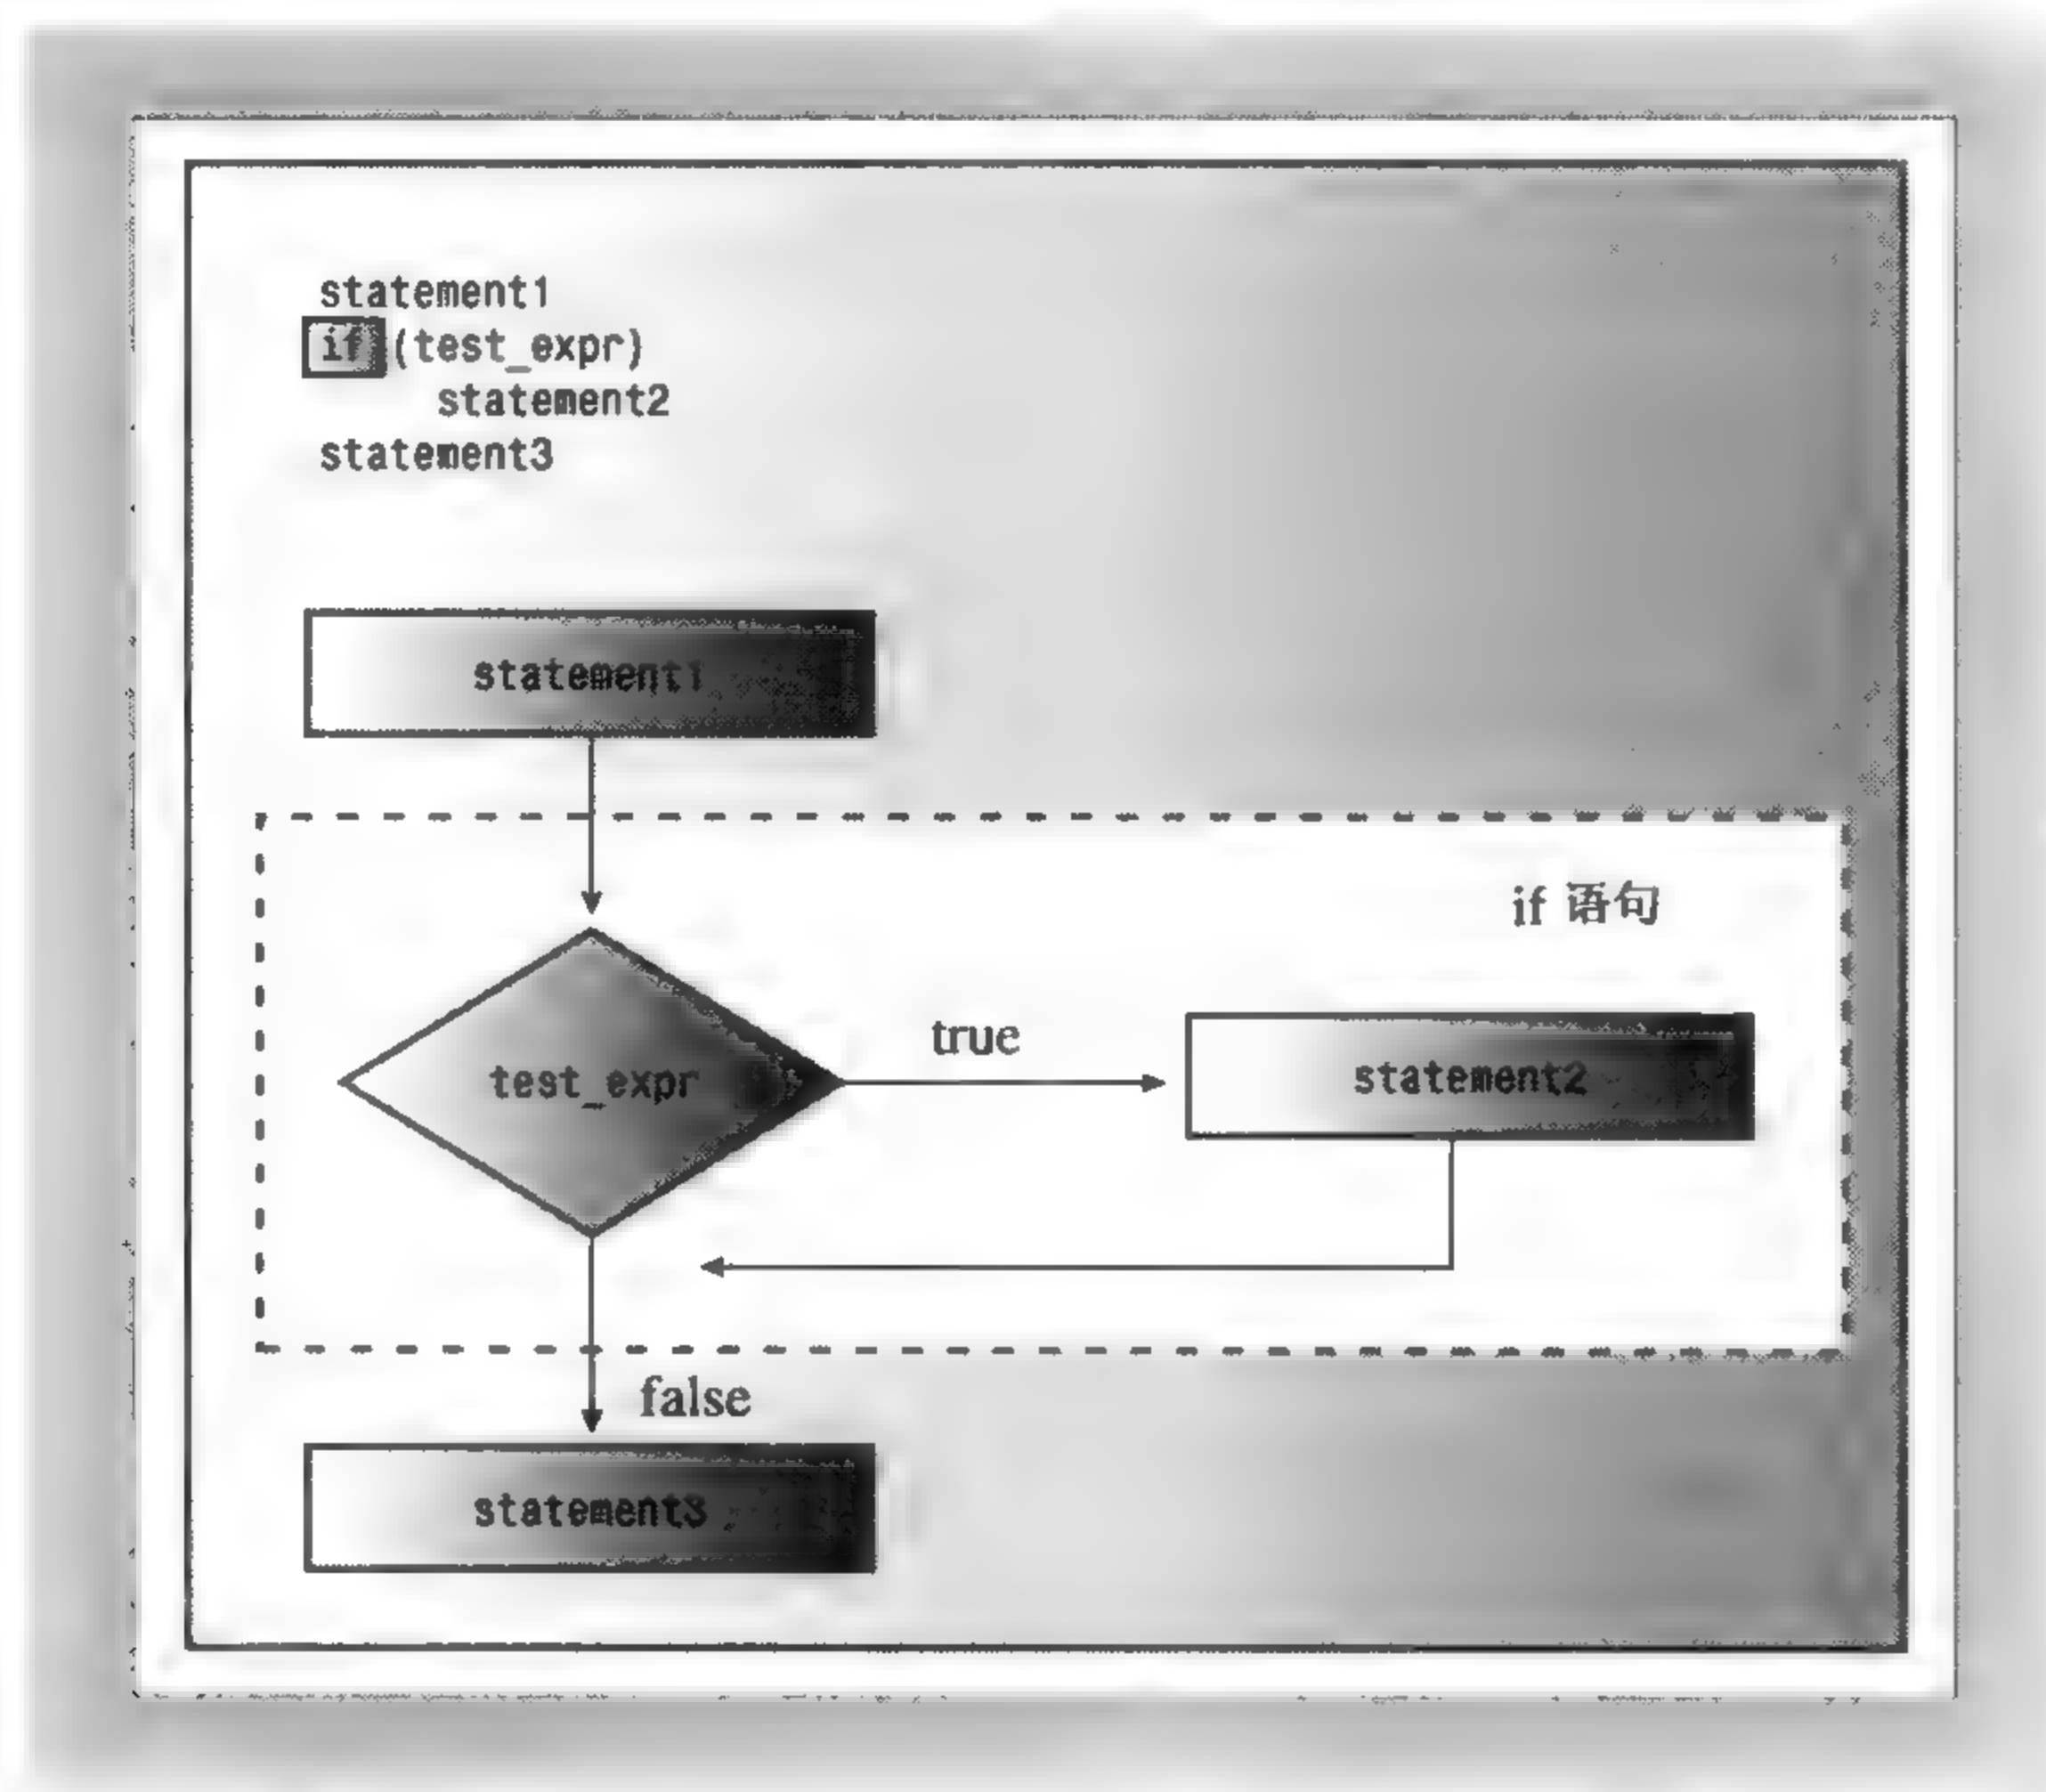 statement1
if (test_expr)
statement2
statement3
statement1
if 语句
true
test_expr
statement2
false
statement3